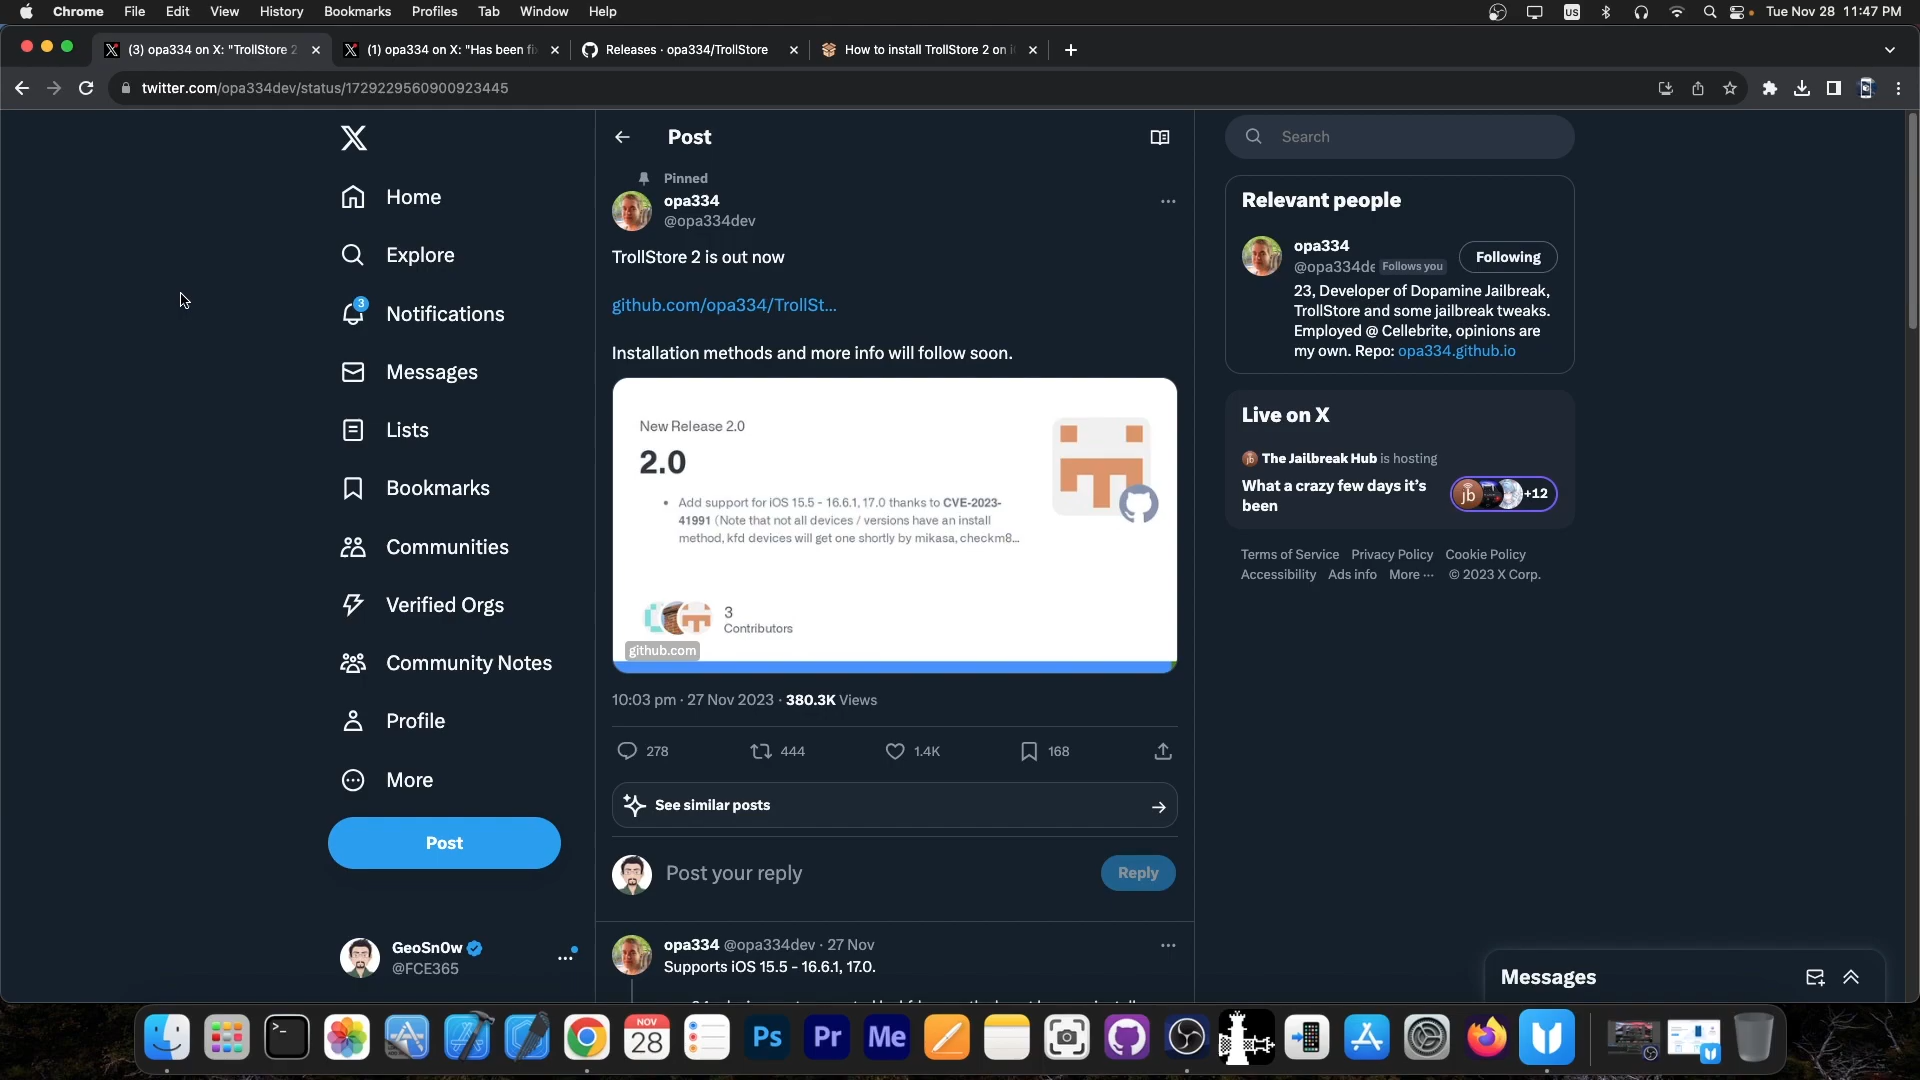 Chrome File Edit View History Bookmarks Profiles Tab Window Help US Tue Nov 28 11:47 PM
(3) opa334 on X: "TrollStore 2
(1) opa334 on X: "Has been fi
Releases · opa334/TrollStore
How to install TrollStore 2 on
twitter.com/opa334dev/status/1729229560900923445
Home
Explore
3
Notifications
Messages
Lists
Bookmarks
Communities
Verified Orgs
Community Notes
Profile
More
Post
GeoSn0w
@FCE365
Post
Pinned
opa334
@opa334dev
TrollStore 2 is out now
github.com/opa334/TrollSt...
Installation methods and more info will follow soon.
New Release 2.0
2.0
• Add support for iOS 15.5 - 16.6.1, 17.0 thanks to CVE-2023-
41991 (Note that not all devices / versions have an install
method, kfd devices will get one shortly by mikasa, checkm8...
3
Contributors
github.com
10:03 pm · 27 Nov 2023 · 380.3K Views
278 444 1.4K 168
See similar posts
Post your reply
Reply
opa334 @opa334dev · 27 Nov
Supports iOS 15.5 - 16.6.1, 17.0.
Search
Relevant people
opa334
@opa334de Follows you
Following
23, Developer of Dopamine Jailbreak,
TrollStore and some jailbreak tweaks.
Employed @ Cellebrite, opinions are
my own. Repo: opa334.github.io
Live on X
jb The Jailbreak Hub is hosting
What a crazy few days it's
been
jb +12
Terms of Service Privacy Policy Cookie Policy
Accessibility Ads info More ··· © 2023 X Corp.
Messages
NOV
28
Ps
Pr
Me